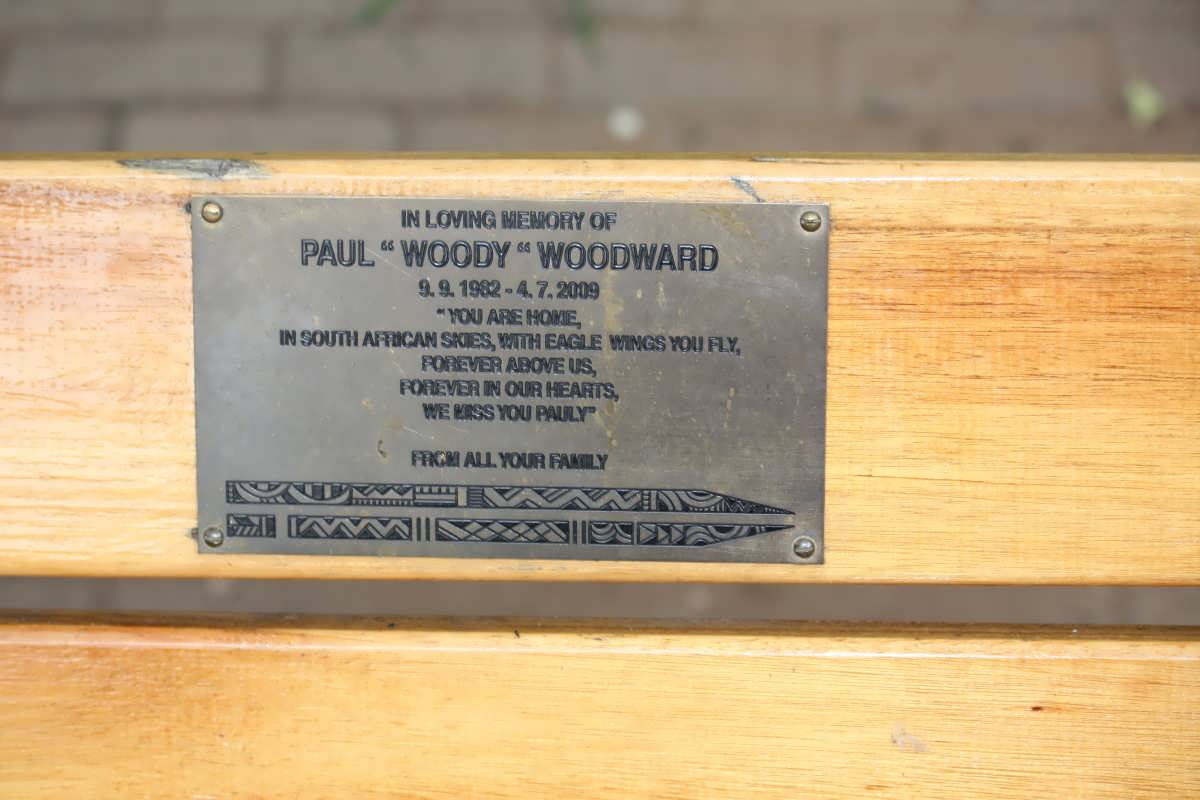 IN LOVING MEMORY OF
PAUL “ WOODY “ WOODWARD
9. 9. 1982 - 4. 7. 2009
“ YOU ARE HOME,
IN SOUTH AFRICAN SKIES, WITH EAGLE WINGS YOU FLY,
FOREVER ABOVE US,
FOREVER IN OUR HEARTS,
WE MISS YOU PAULY”
FROM ALL YOUR FAMILY